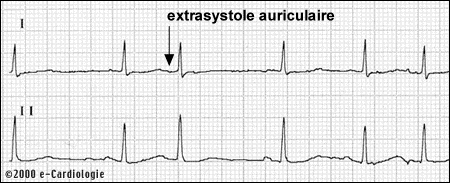 extrasystole auriculaire
I
II
©2000 e-Cardiologie